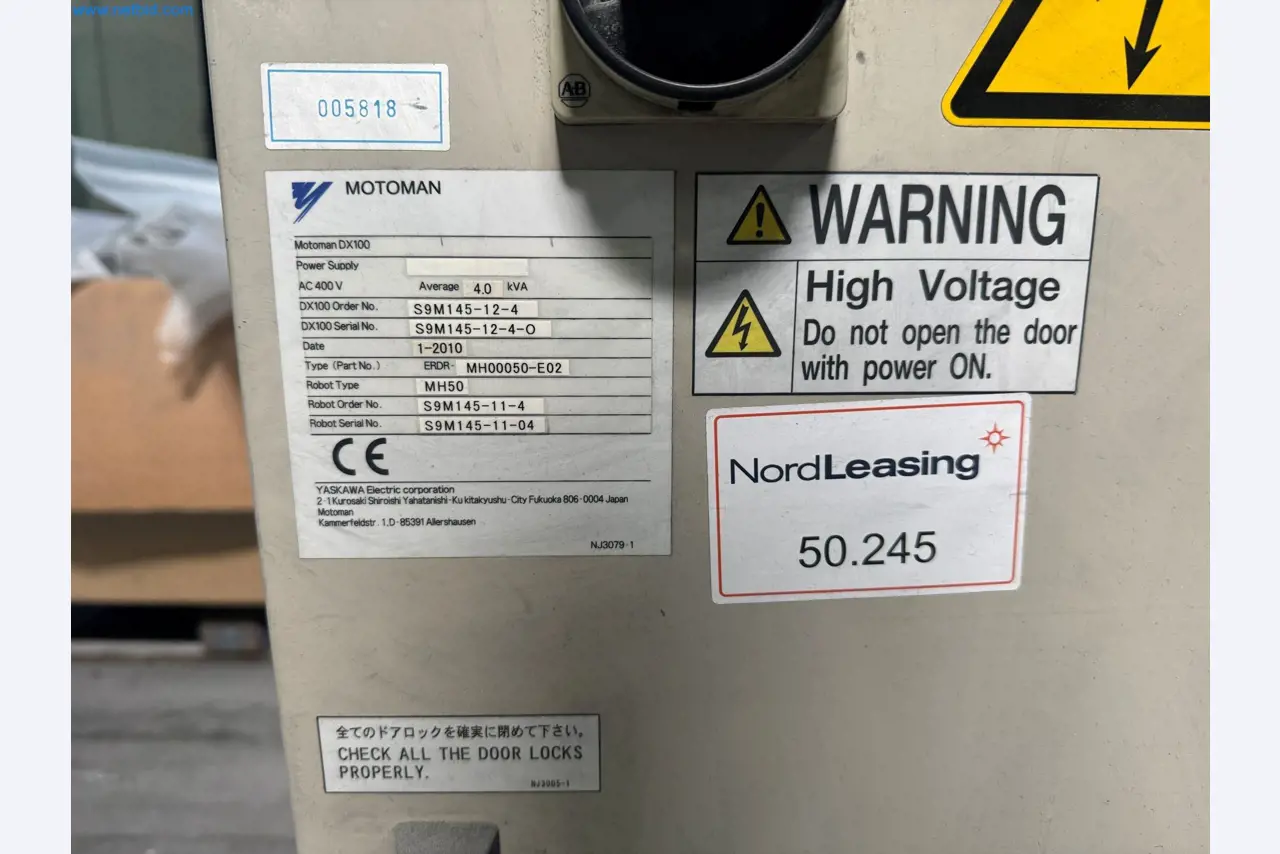 005818
A-B
MOTOMAN
Motoman DX100
Power Supply
AC 400 V Average 4.0 kVA
DX100 Order No. S9M145-12-4
DX100 Serial No. S9M145-12-4-0
Date 1-2010
Type (Part No.) ERDR- MH00050-E02
Robot Type MH50
Robot Order No. S9M145-11-4
Robot Serial No. S9M145-11-04
CE
YASKAWA Electric corporation
2-1 Kurosaki Shiroishi Yahatanishi-Ku kitakyushu-City Fukuoka 806-0004 Japan
Motoman
Kammerfeldstr. 1, D-85391 Allershausen
NJ3079-1
WARNING
High Voltage
Do not open the door
with power ON.
NordLeasing
50.245
全てのドアロックを確実に閉めて下さい。
CHECK ALL THE DOOR LOCKS
PROPERLY.